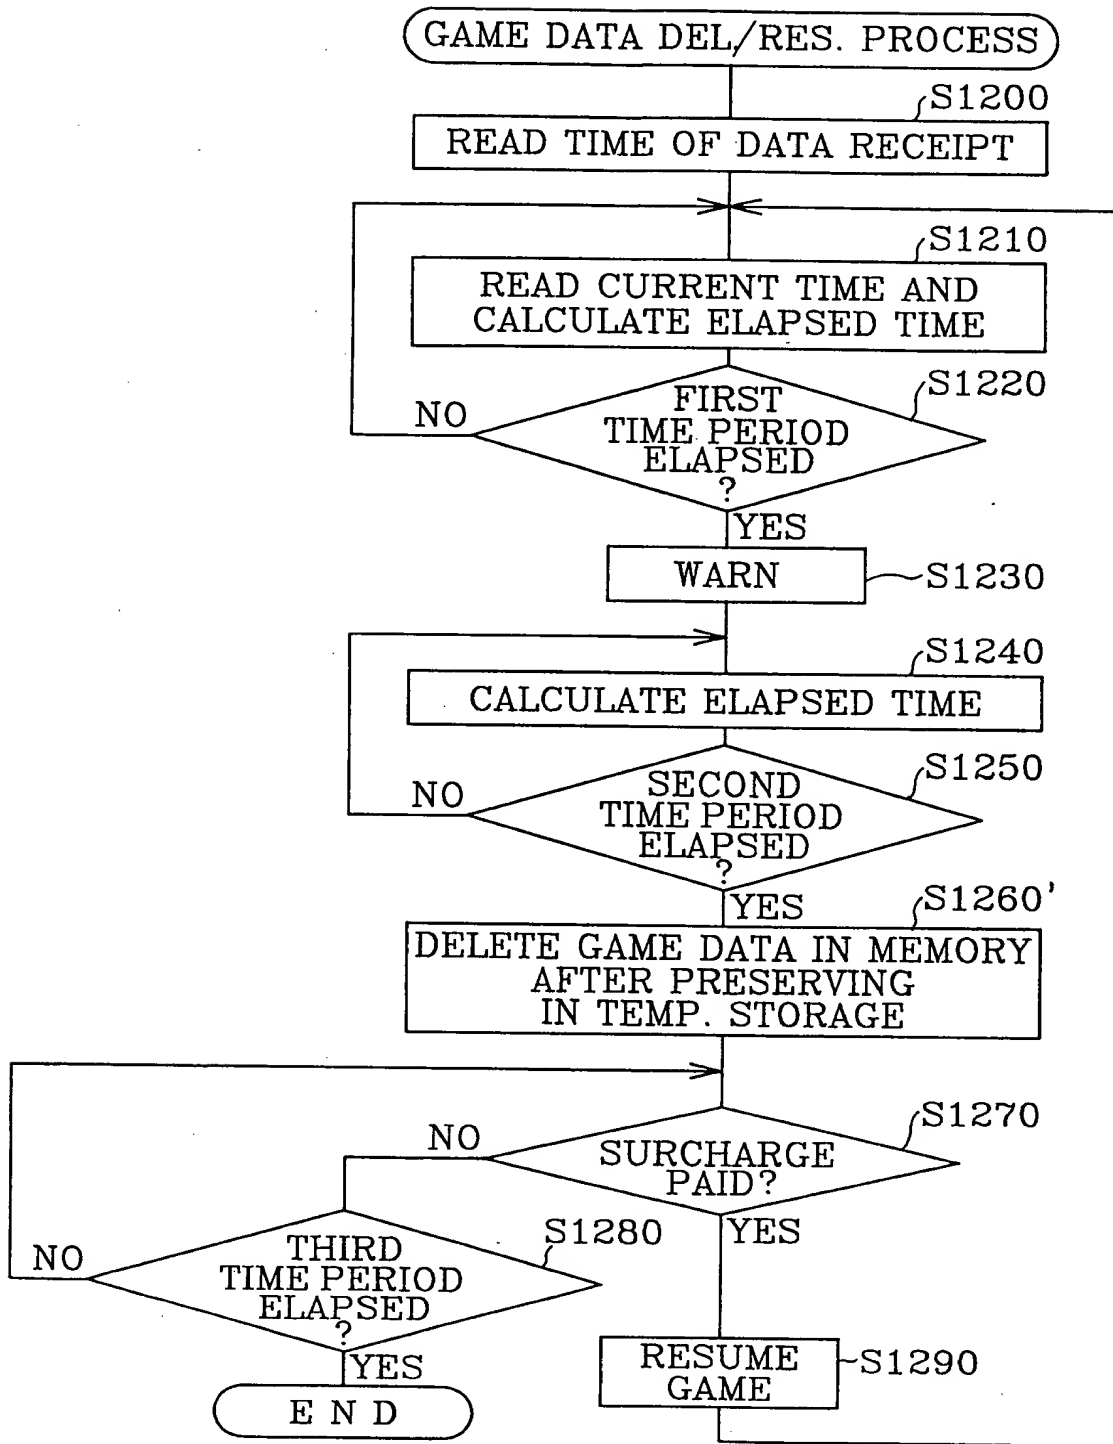 GAME DATA DEL/RES. PROCESS
S1200
READ TIME OF DATA RECEIPT
S1210
READ CURRENT TIME AND
CALCULATE ELAPSED TIME
S1220
FIRST
TIME PERIOD
ELAPSED
?
NO
YES
WARN
S1230
S1240
CALCULATE ELAPSED TIME
S1250
SECOND
TIME PERIOD
ELAPSED
?
NO
YES
S1260'
DELETE GAME DATA IN MEMORY
AFTER PRESERVING
IN TEMP. STORAGE
S1270
NO
SURCHARGE
PAID?
YES
S1280
NO
THIRD
TIME PERIOD
ELAPSED
?
YES
RESUME
GAME
S1290
E N D